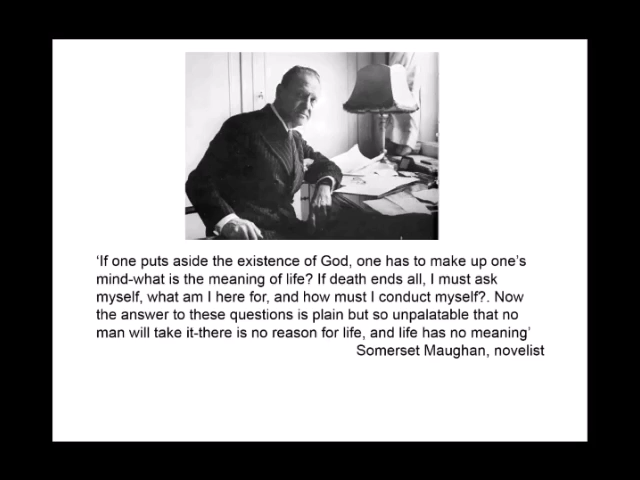 ‘If one puts aside the existence of God, one has to make up one’s
mind-what is the meaning of life? If death ends all, I must ask
myself, what am I here for, and how must I conduct myself?. Now
the answer to these questions is plain but so unpalatable that no
man will take it-there is no reason for life, and life has no meaning’
Somerset Maughan, novelist